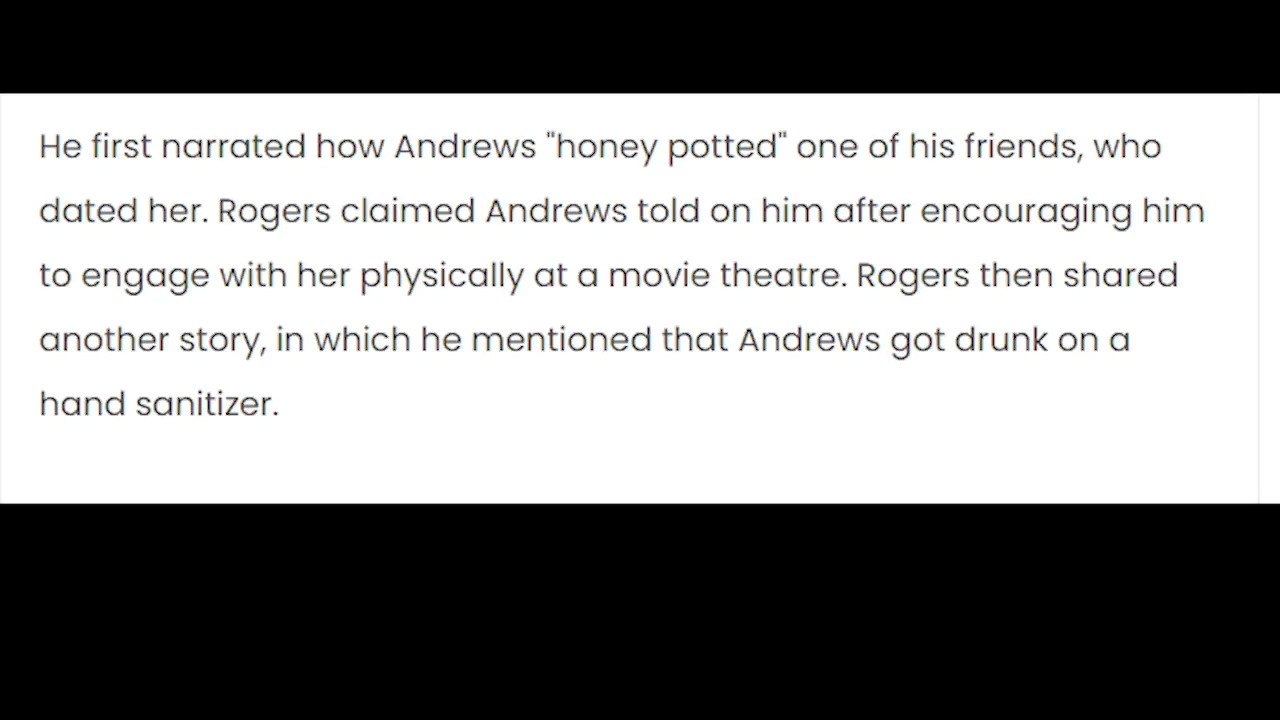 He first narrated how Andrews "honey potted" one of his friends, who
dated her. Rogers claimed Andrews told on him after encouraging him
to engage with her physically at a movie theatre. Rogers then shared
another story, in which he mentioned that Andrews got drunk on a
hand sanitizer.